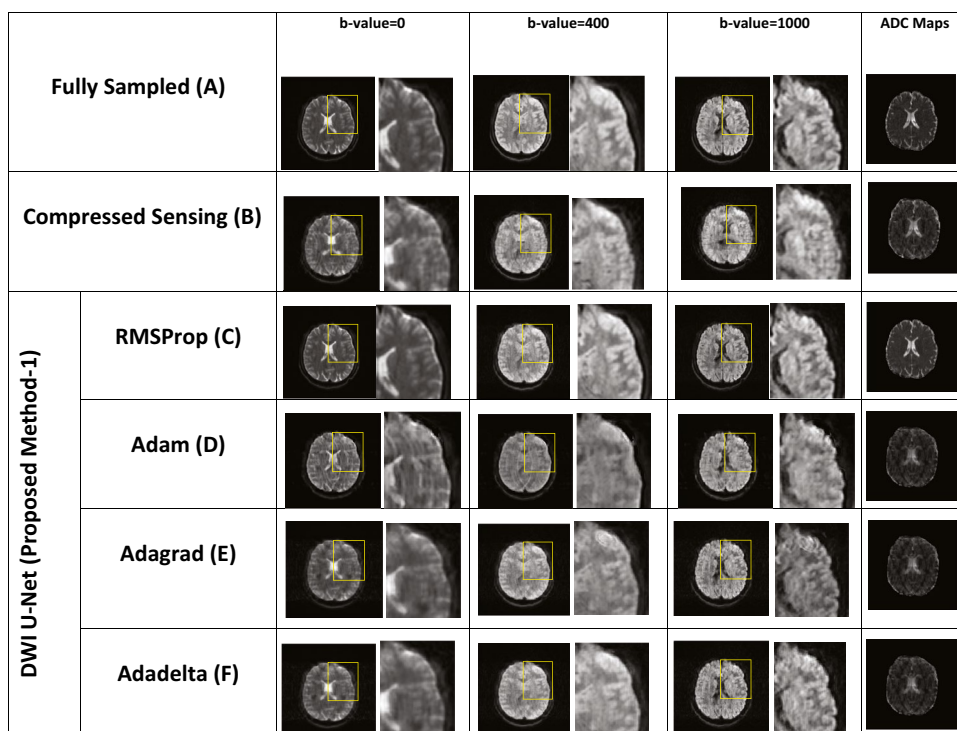 b-value=0
b-value=400
b-value=1000
ADC Maps
Fully Sampled (A)
Compressed Sensing (B)
DWI U-Net (Proposed Method-1)
RMSProp (C)
Adam (D)
Adagrad (E)
Adadelta (F)